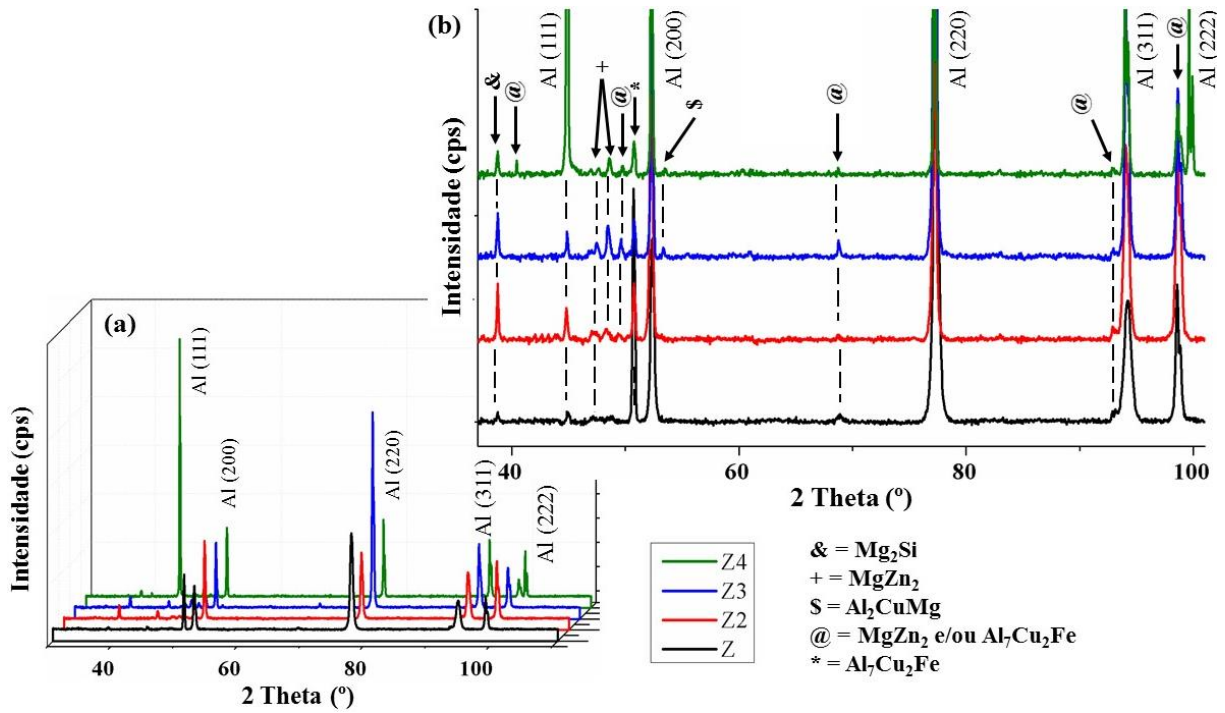 (b)
Intensidade (cps)
&
@
Al (111)
+
@
*
Al (200)
$
@
Al (220)
@
Al (311)
@
Al (222)
40
60
80
100
2 Theta (º)
(a)
Intensidade (cps)
Al (111)
Al (200)
Al (220)
Al (311)
Al (222)
40
60
80
100
2 Theta (º)
Z4
Z3
Z2
Z
& = Mg₂Si
+ = MgZn₂
$ = Al₂CuMg
@ = MgZn₂ e/ou Al₇Cu₂Fe
* = Al₇Cu₂Fe